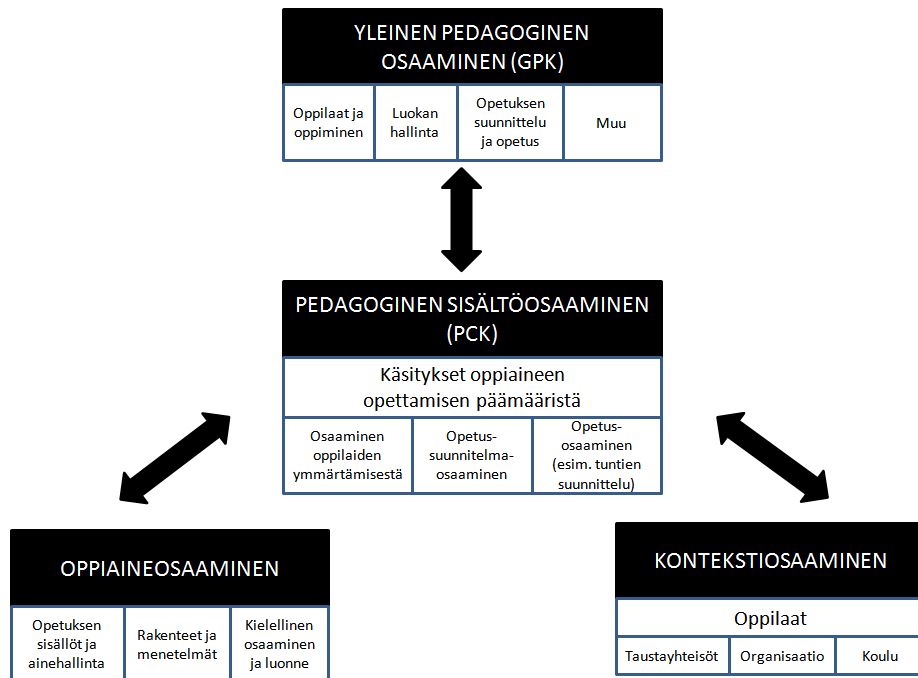 YLEINEN PEDAGOGINEN
OSAAMINEN (GPK)
Oppilaat ja
oppiminen
Luokan
hallinta
Opetuksen
suunnittelu
ja opetus
Muu
PEDAGOGINEN SISÄLTÖOSAAMINEN
(PCK)
Käsitykset oppiaineen
opettamisen päämääristä
Osaaminen
oppilaiden
ymmärtämisestä
Opetus-
suunnitelma-
osaaminen
Opetus-
osaaminen
(esim. tuntien
suunnittelu)
OPPIAINEOSAAMINEN
Opetuksen
sisällöt ja
ainehallinta
Rakenteet ja
menetelmät
Kielellinen
osaaminen
ja luonne
KONTEKSTIOSAAMINEN
Oppilaat
Taustayhteisöt
Organisaatio
Koulu